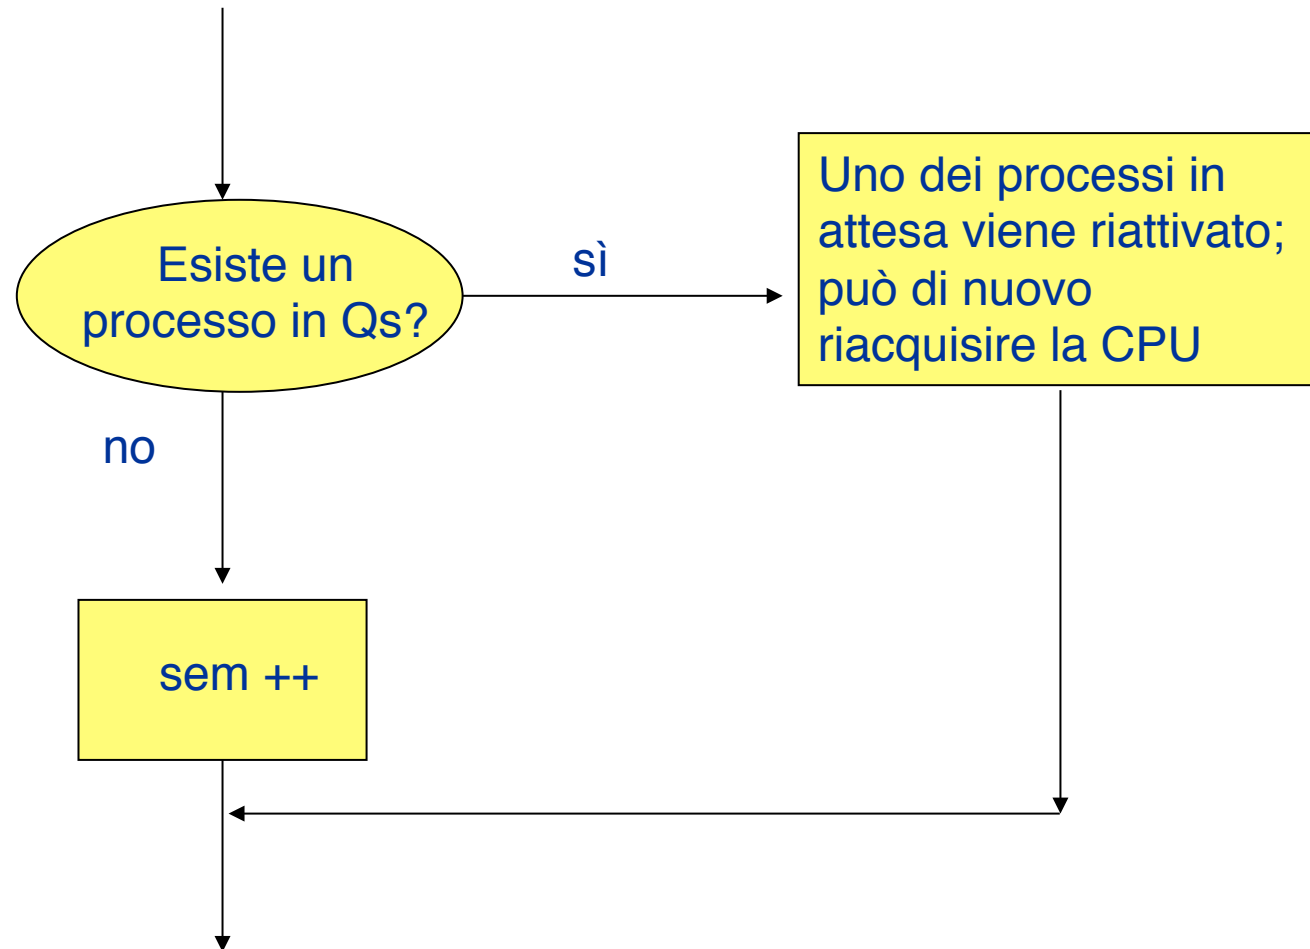 Esiste un
processo in Qs?
sì
Uno dei processi in
attesa viene riattivato;
può di nuovo
riacquisire la CPU
no
sem ++